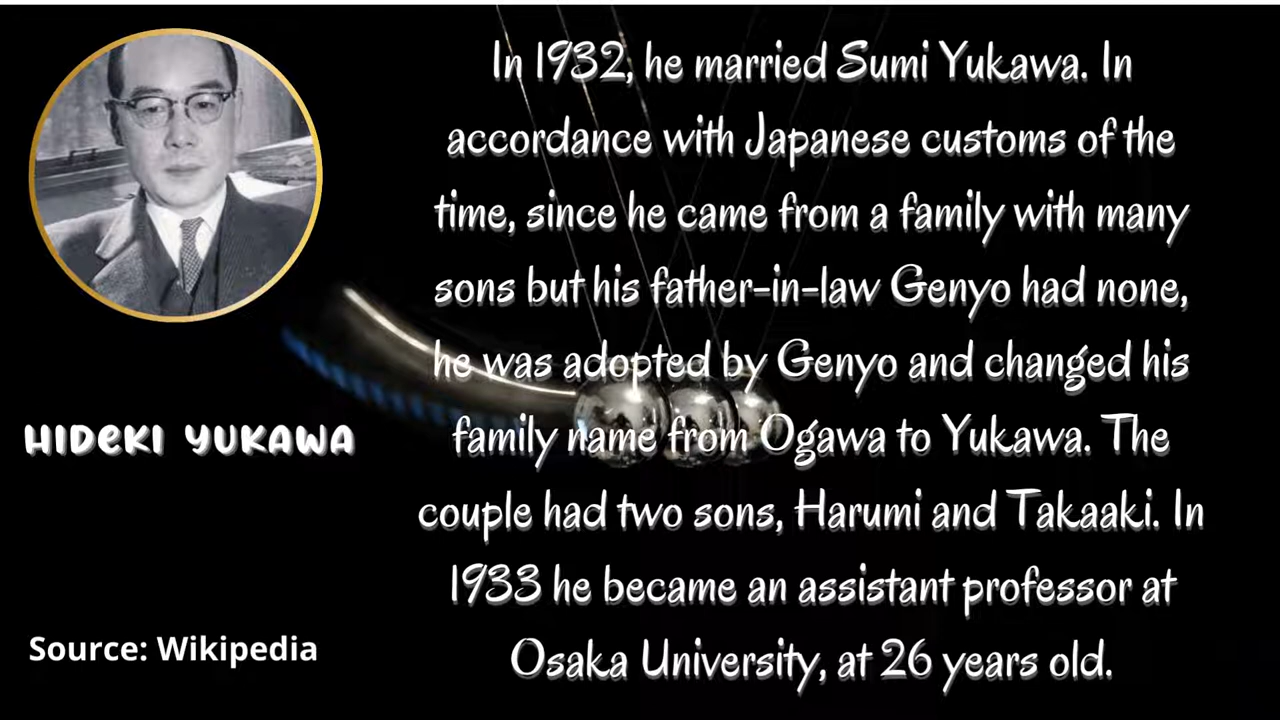 In 1932, he married Sumi Yukawa. In
accordance with Japanese customs of the
time, since he came from a family with many
sons but his father-in-law Genyo had none,
he was adopted by Genyo and changed his
family name from Ogawa to Yukawa. The
couple had two sons, Harumi and Takaaki. In
1933 he became an assistant professor at
Osaka University, at 26 years old.
HIDEKI YUKAWA
Source: Wikipedia